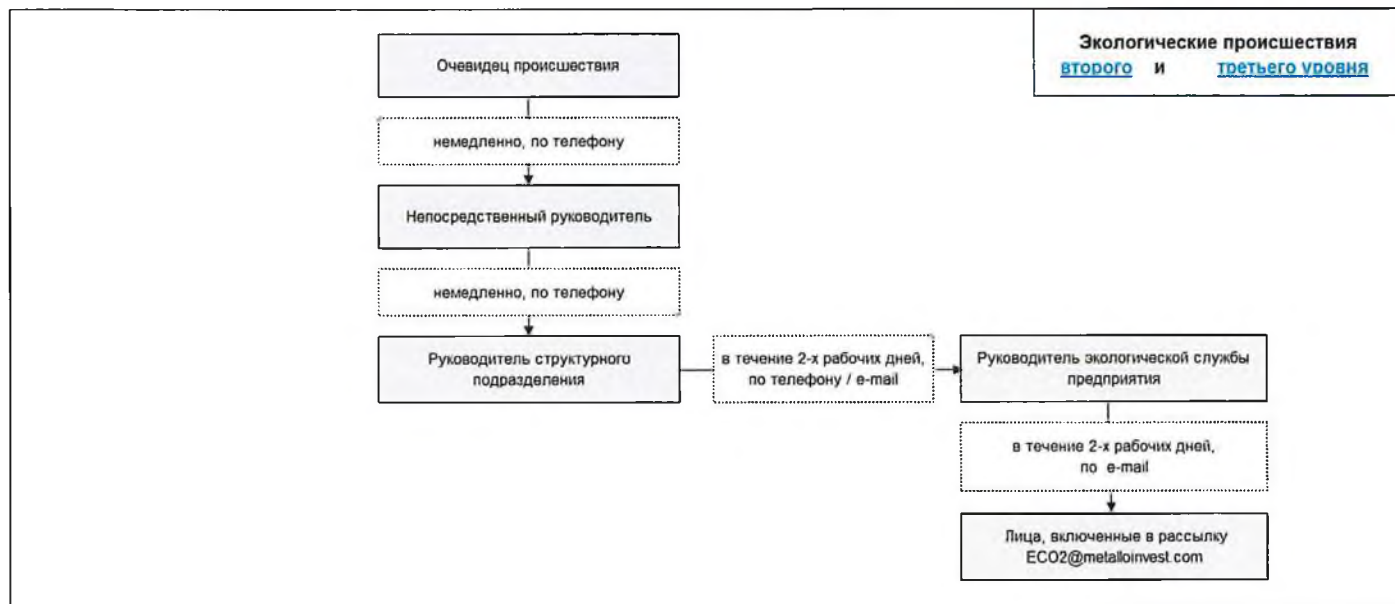 Экологические происшествия
второго и третьего уровня
Очевидец происшествия
немедленно, по телефону
Непосредственный руководитель
немедленно, по телефону
Руководитель структурного
подразделения
в течение 2-х рабочих дней,
по телефону / e-mail
Руководитель экологической службы
предприятия
в течение 2-х рабочих дней,
по e-mail
Лица, включенные в рассылку
ECO2@metalloinvest.com